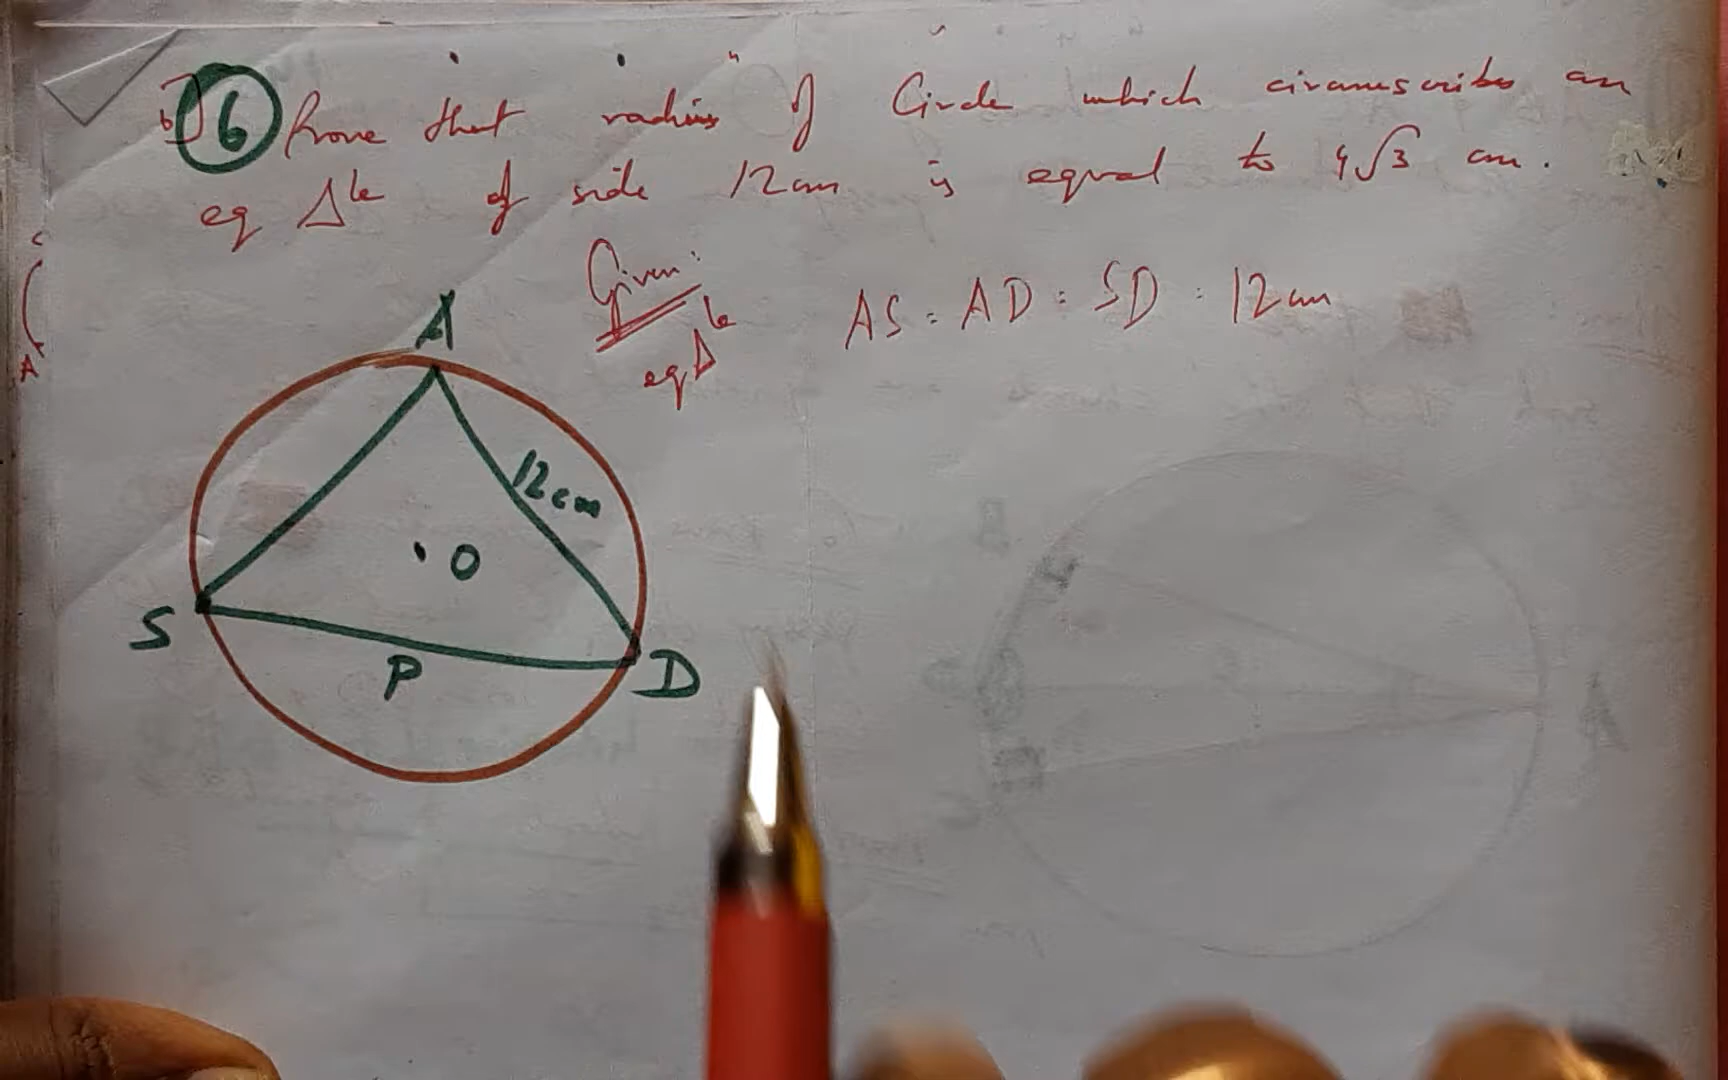 6 Prove that radius of Circle which circumscribes an
eq Δle of side 12cm is equal to 4√3 cm.
Given: AS = AD = SD = 12cm
eq Δle
A
12cm
O
S
P
D
A